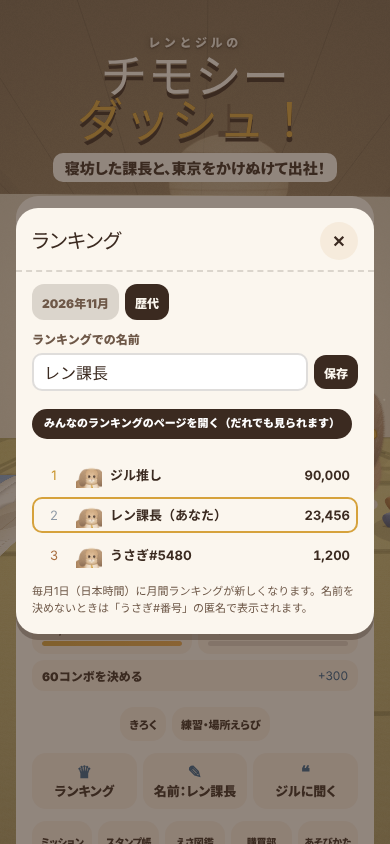 レンとジルの
チモシー
ダッシュ！
寝坊した課長と、東京をかけぬけて出社！
ランキング
✕
2026年11月
歴代
ランキングでの名前
レン課長
保存
みんなのランキングのページを開く（だれでも見られます）
1 ジル推し 90,000
2 レン課長（あなた） 23,456
3 うさぎ#5480 1,200
毎月1日（日本時間）に月間ランキングが新しくなります。名前を
決めないときは「うさぎ#番号」の匿名で表示されます。
60コンボを決める +300
きろく 練習・場所えらび
ランキング 名前：レン課長 ジルに聞く
ミッション スタンプ帳 えさ図鑑 購買部 あそびかた